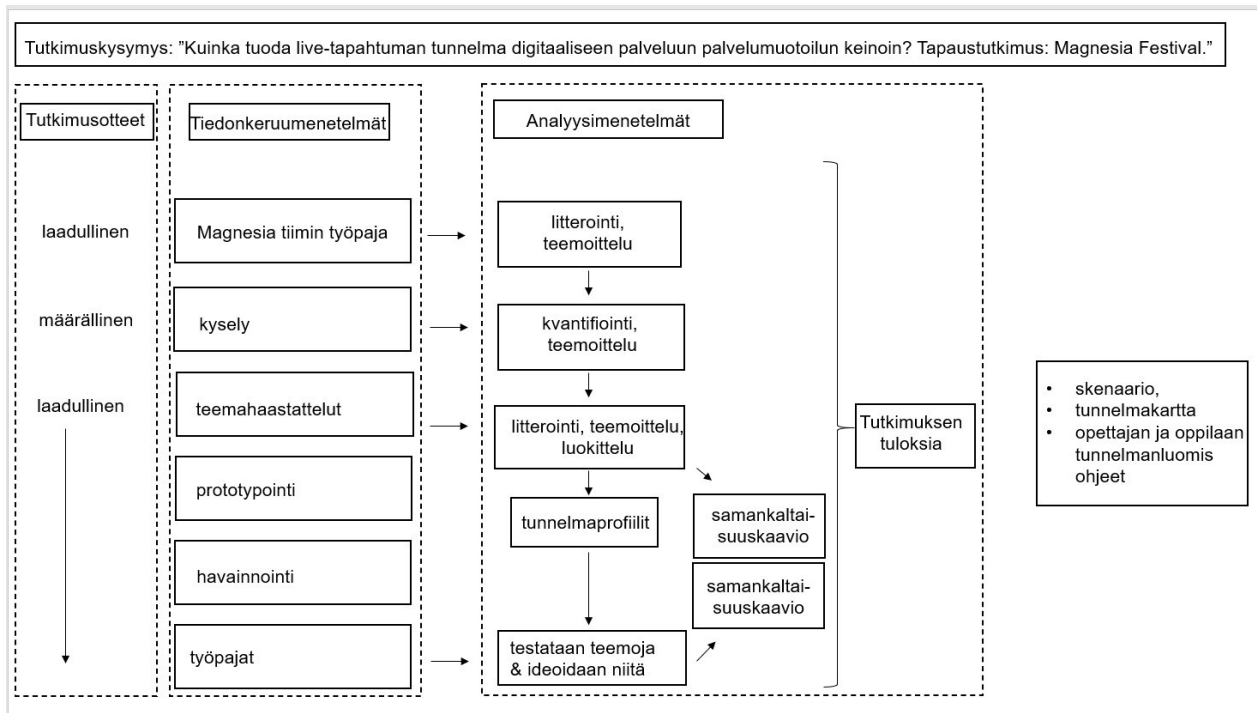 Tutkimuskysymys: ”Kuinka tuoda live-tapahtuman tunnelma digitaaliseen palveluun palvelumuotoilun keinoin? Tapaustutkimus: Magnesia Festival.”
Tutkimusotteet
Tiedonkeruumenetelmät
Analyysimenetelmät
laadullinen
Magnesia tiimin työpaja
litterointi,
teemoittelu
määrällinen
kysely
kvantifiointi,
teemoittelu
laadullinen
teemahaastattelut
litterointi, teemoittelu,
luokittelu
prototypointi
tunnelmaprofiilit
samankaltai-
suuskaavio
havainnointi
samankaltai-
suuskaavio
työpajat
testataan teemoja
& ideoidaan niitä
Tutkimuksen
tuloksia
• skenaario,
• tunnelmakartta
• opettajan ja oppilaan
tunnelmanluomis
ohjeet